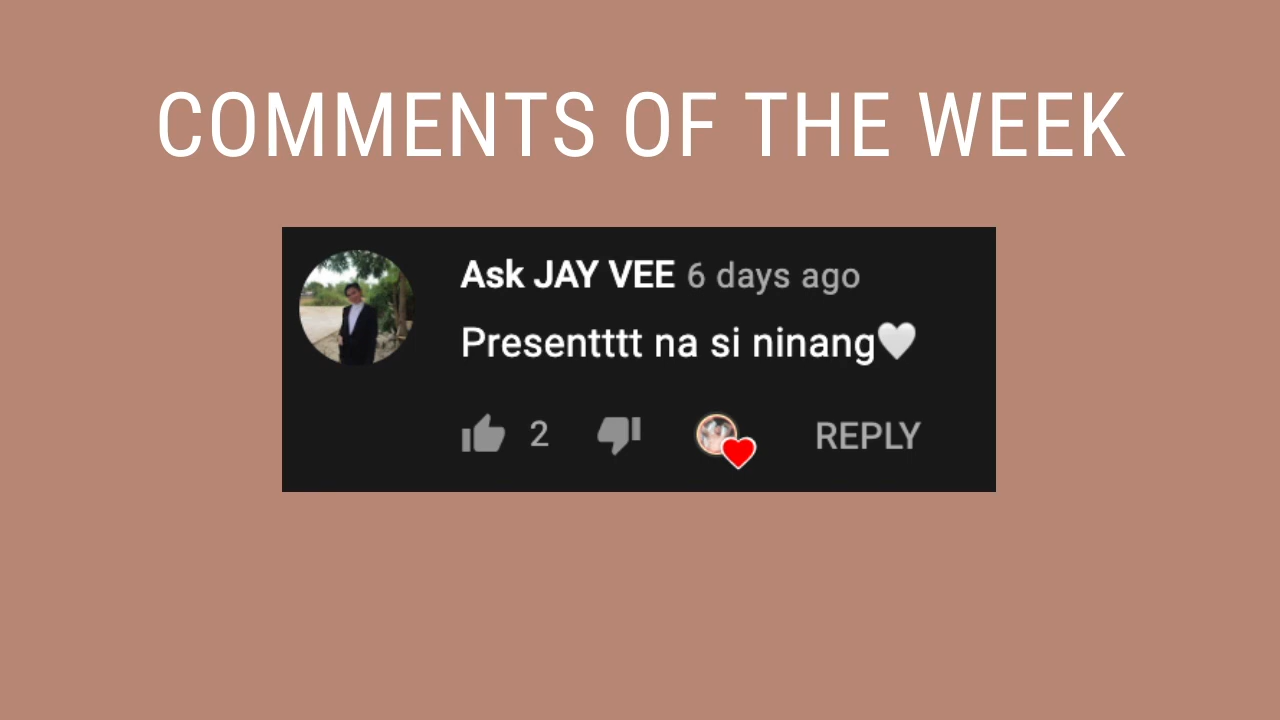 COMMENTS OF THE WEEK
Ask JAY VEE 6 days ago
Presentttt na si ninang🤍
2 REPLY